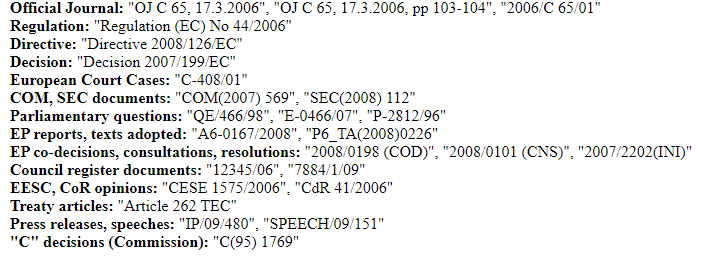 Official Journal: "OJ C 65, 17.3.2006", "OJ C 65, 17.3.2006, pp 103-104", "2006/C 65/01"
Regulation: "Regulation (EC) No 44/2006"
Directive: "Directive 2008/126/EC"
Decision: "Decision 2007/199/EC"
European Court Cases: "C-408/01"
COM, SEC documents: "COM(2007) 569", "SEC(2008) 112"
Parliamentary questions: "QE/466/98", "E-0466/07", "P-2812/96"
EP reports, texts adopted: "A6-0167/2008", "P6_TA(2008)0226"
EP co-decisions, consultations, resolutions: "2008/0198 (COD)", "2008/0101 (CNS)", "2007/2202(INI)"
Council register documents: "12345/06", "7884/1/09"
EESC, CoR opinions: "CESE 1575/2006", "CdR 41/2006"
Treaty articles: "Article 262 TEC"
Press releases, speeches: "IP/09/480", "SPEECH/09/151"
"C" decisions (Commission): "C(95) 1769"